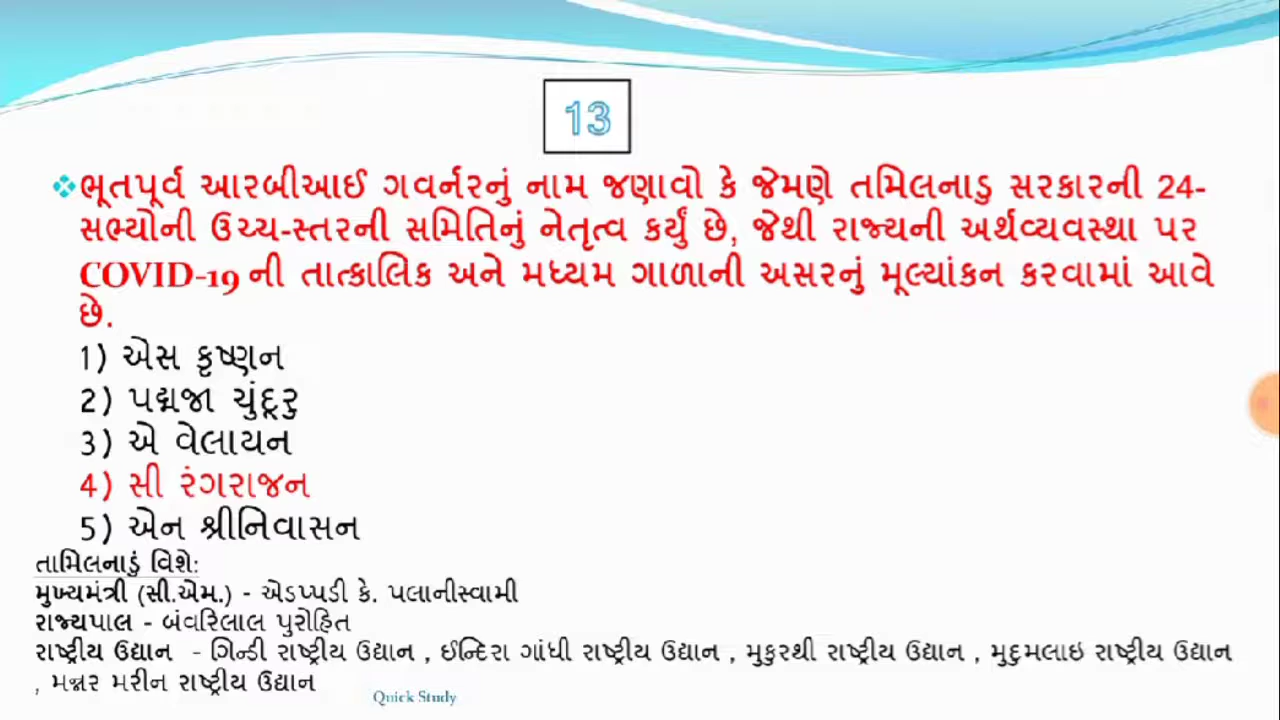 13
ભૂતપૂર્વ આરબીઆઈ ગવર્નરનું નામ જણાવો કે જેમણે તમિલનાડુ સરકારની 24-
સભ્યોની ઉચ્ચ-સ્તરની સમિતિનું નેતૃત્વ કર્યું છે, જેથી રાજ્યની અર્થવ્યવસ્થા પર
COVID-19 ની તાત્કાલિક અને મધ્યમ ગાળાની અસરનું મૂલ્યાંકન કરવામાં આવે
છે.
1) એસ કૃષ્ણન
2) પદ્મજા ચુંદૂરુ
3) એ વેલાયન
4) સી રંગરાજન
5) એન શ્રીનિવાસન
તામિલનાડું વિશે:
મુખ્યમંત્રી (સી.એમ.) - એડપ્પડી કે. પલાનીસ્વામી
રાજ્યપાલ - બંવારિલાલ પુરોહિત
રાષ્ટ્રીય ઉદ્યાન - ગિન્ડી રાષ્ટ્રીય ઉદ્યાન , ઈન્દિરા ગાંધી રાષ્ટ્રીય ઉદ્યાન , મુકુરથી રાષ્ટ્રીય ઉદ્યાન , મુદુમલાઇ રાષ્ટ્રીય ઉદ્યાન
, મન્નર મરીન રાષ્ટ્રીય ઉદ્યાન
Quick Study